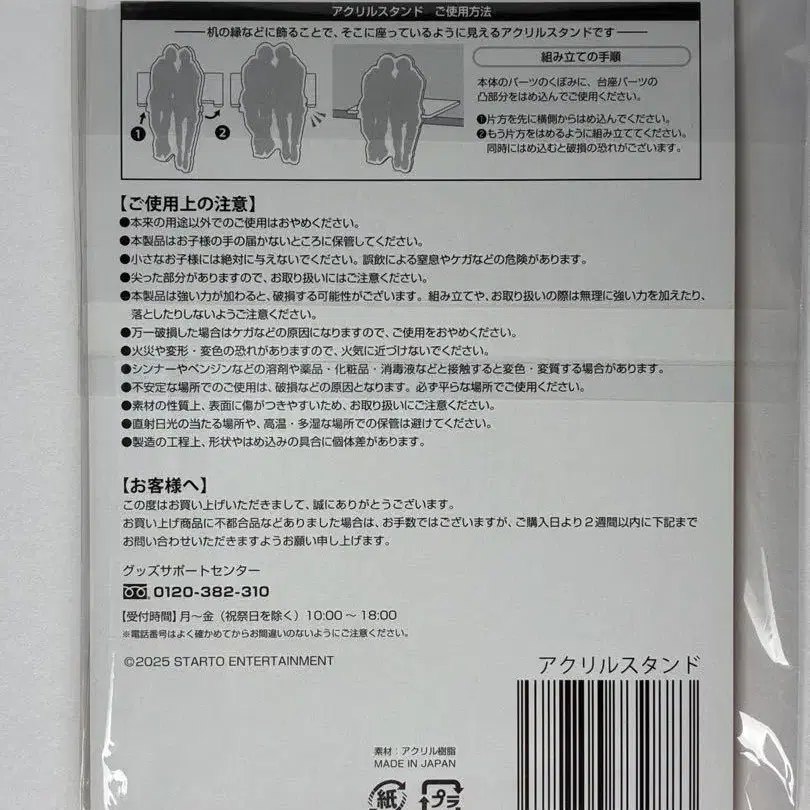 アクリルスタンド　ご使用方法
机の縁などに飾ることで、そこに座っているように見えるアクリルスタンドです
組み立ての手順
本体のパーツのくぼみに、台座パーツの
凸部分をはめ込んでご使用ください。
❶片方を先に横側からはめ込んでください。
❷もう片方をはめるように組み立ててください。
同時にはめ込むと破損の恐れがございます。
❶
❷
【ご使用上の注意】
●本来の用途以外でのご使用はおやめください。
●本製品はお子様の手の届かないところに保管してください。
●小さなお子様には絶対に与えないでください。誤飲による窒息やケガなどの危険があります。
●尖った部分がありますので、お取り扱いにはご注意ください。
●本製品は強い力が加わると、破損する可能性がございます。組み立てや、お取り扱いの際は無理に強い力を加えたり、
落としたりしないようご注意ください。
●万一破損した場合はケガなどの原因になりますので、ご使用をおやめください。
●火災や変形・変色の恐れがありますので、火気に近づけないでください。
●シンナーやベンジンなどの溶剤や薬品・化粧品・消毒液などと接触すると変色・変質する場合があります。
●不安定な場所でのご使用は、破損などの原因となります。必ず平らな場所でご使用ください。
●素材の性質上、表面に傷がつきやすいため、お取り扱いにご注意ください。
●直射日光の当たる場所や、高温・多湿な場所での保管は避けてください。
●製造の工程上、形状やはめ込みの具合に個体差があります。
【お客様へ】
この度はお買い上げいただきまして、誠にありがとうございます。
お買い上げ商品に不都合品などありました場合は、お手数ではございますが、ご購入日より2週間以内に下記まで
お問い合わせいただきますようお願い申し上げます。
グッズサポートセンター
0120-382-310
【受付時間】月～金（祝祭日を除く）10:00～18:00
※電話番号はよく確かめてからお間違いのないようにご注意ください。
©2025 STARTO ENTERTAINMENT
アクリルスタンド
素材：アクリル樹脂
MADE IN JAPAN
紙
プラ